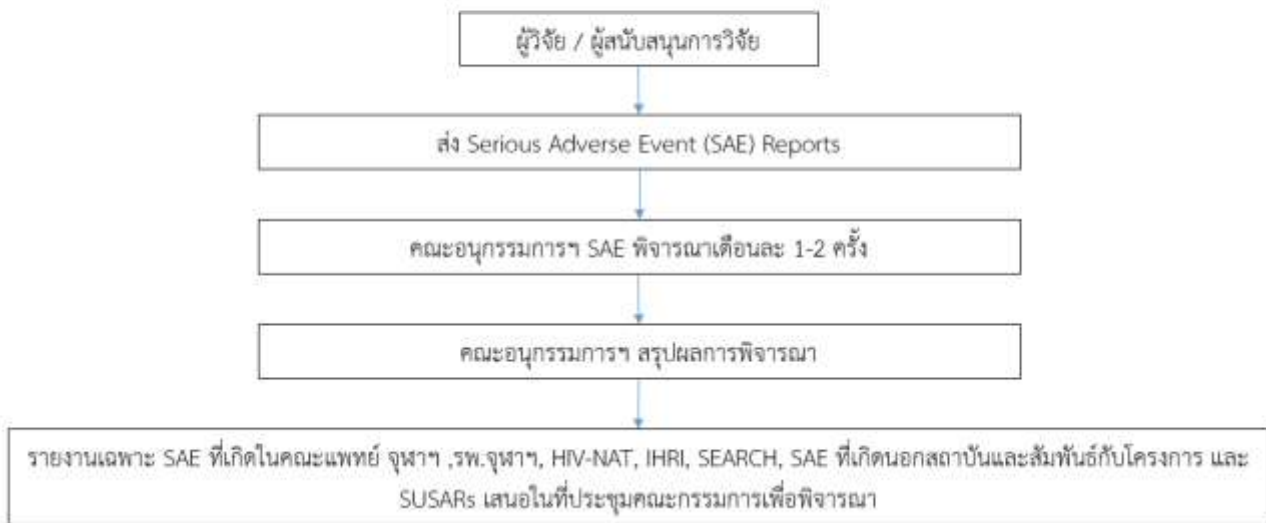 ผู้วิจัย / ผู้สนับสนุนการวิจัย
ส่ง Serious Adverse Event (SAE) Reports
คณะอนุกรรมการฯ SAE พิจารณาเดือนละ 1-2 ครั้ง
คณะอนุกรรมการฯ สรุปผลการพิจารณา
รายงานเฉพาะ SAE ที่เกิดในคณะแพทย์ จุฬาฯ ,รพ.จุฬาฯ, HIV-NAT, IHRI, SEARCH, SAE ที่เกิดนอกสถาบันและสัมพันธ์กับโครงการ และ
SUSARs เสนอในที่ประชุมคณะกรรมการเพื่อพิจารณา